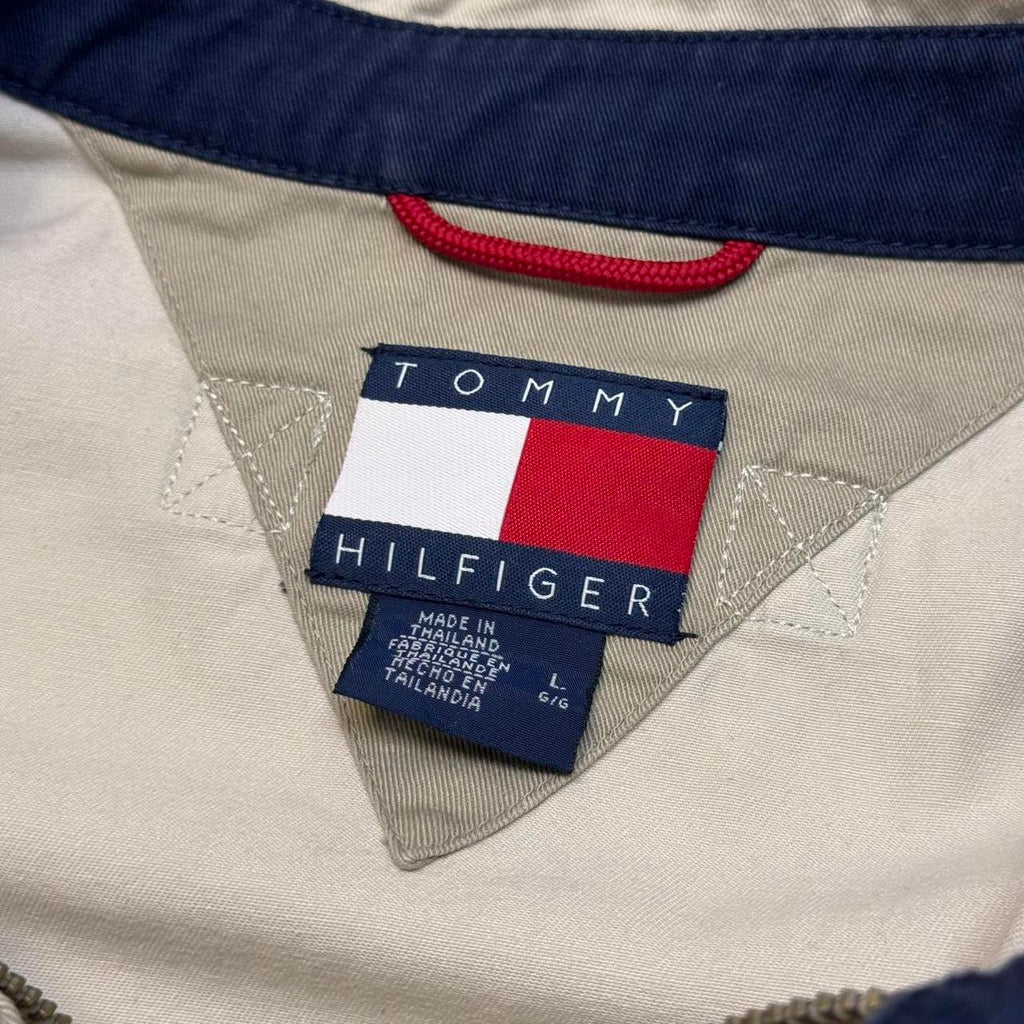 TOMMY
HILFIGER
MADE IN
THAILAND
FABRIQUE EN
THAILANDE
HECHO EN
TAILANDIA
L.
G/G